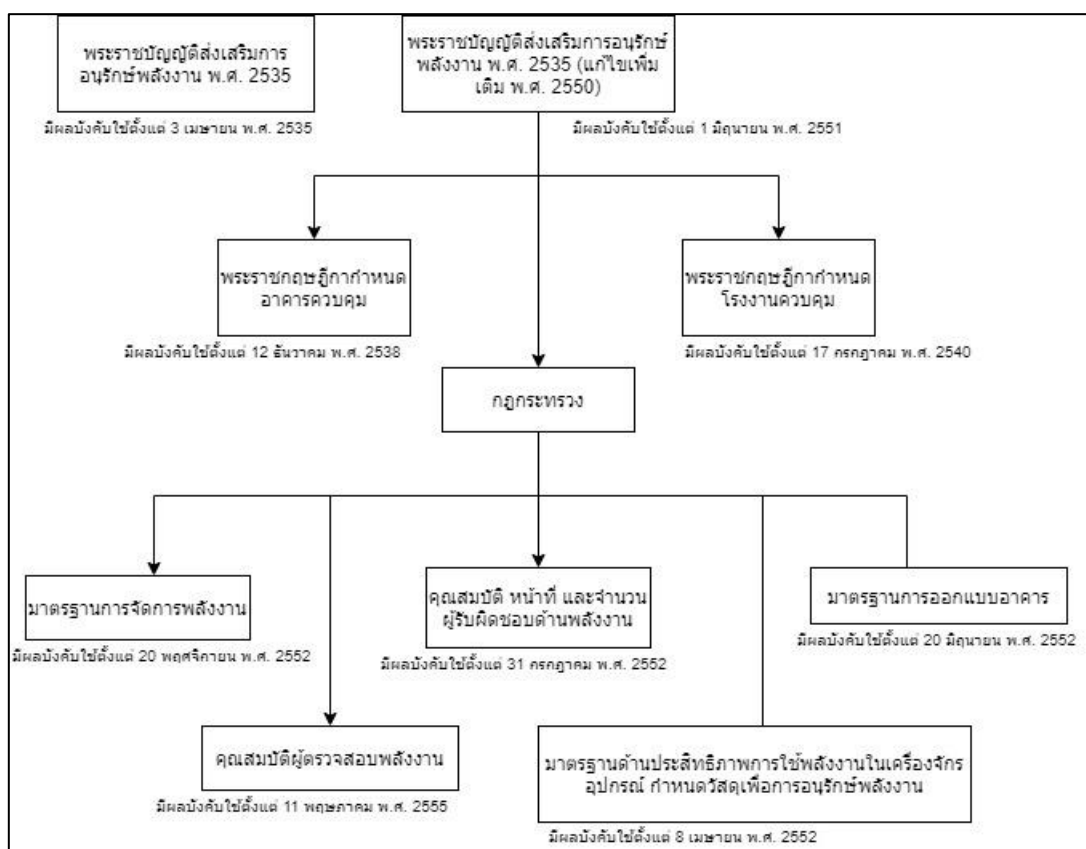 พระราชบัญญัติส่งเสริมการ
อนุรักษ์พลังงาน พ.ศ. 2535
มีผลบังคับใช้ตั้งแต่ 3 เมษายน พ.ศ. 2535
พระราชบัญญัติส่งเสริมการอนุรักษ์
พลังงาน พ.ศ. 2535 (แก้ไขเพิ่ม
เติม พ.ศ. 2550)
มีผลบังคับใช้ตั้งแต่ 1 มิถุนายน พ.ศ. 2551
พระราชกฤษฎีกากำหนด
อาคารควบคุม
มีผลบังคับใช้ตั้งแต่ 12 ธันวาคม พ.ศ. 2538
พระราชกฤษฎีกากำหนด
โรงงานควบคุม
มีผลบังคับใช้ตั้งแต่ 17 กรกฎาคม พ.ศ. 2540
กฎกระทรวง
มาตรฐานการจัดการพลังงาน
มีผลบังคับใช้ตั้งแต่ 20 พฤศจิกายน พ.ศ. 2552
คุณสมบัติ หน้าที่ และจำนวน
ผู้รับผิดชอบด้านพลังงาน
มีผลบังคับใช้ตั้งแต่ 31 กรกฎาคม พ.ศ. 2552
มาตรฐานการออกแบบอาคาร
มีผลบังคับใช้ตั้งแต่ 20 มิถุนายน พ.ศ. 2552
คุณสมบัติผู้ตรวจสอบพลังงาน
มีผลบังคับใช้ตั้งแต่ 11 พฤษภาคม พ.ศ. 2555
มาตรฐานด้านประสิทธิภาพการใช้พลังงานในเครื่องจักร
อุปกรณ์ กำหนดวัสดุเพื่อการอนุรักษ์พลังงาน
มีผลบังคับใช้ตั้งแต่ 8 เมษายน พ.ศ. 2552